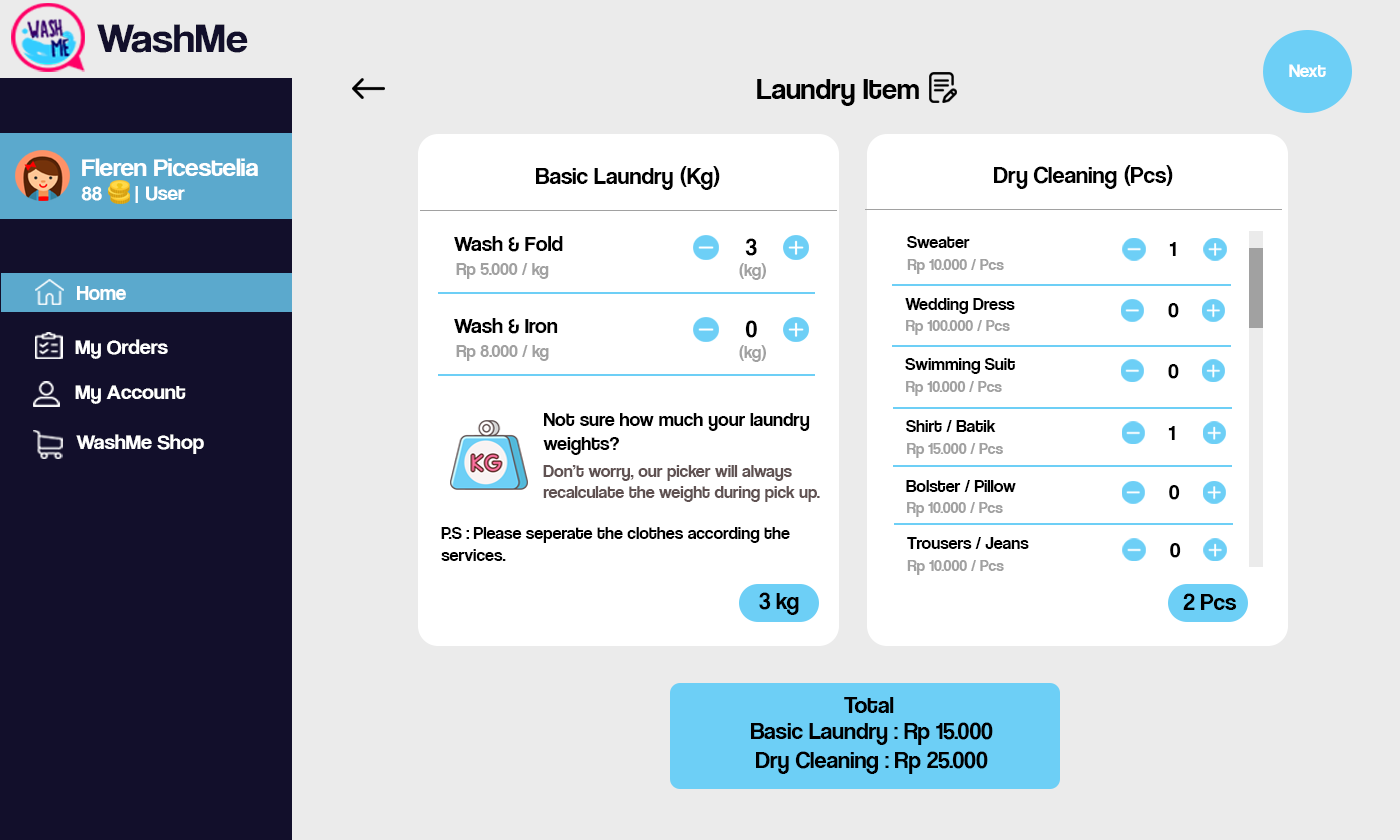 WASH
ME
WashMe
Next
Laundry Item
Fleren Picestelia
88 | User
Home
My Orders
My Account
WashMe Shop
Basic Laundry (Kg)
Wash & Fold
Rp 5.000 / kg
3
(kg)
Wash & Iron
Rp 8.000 / kg
0
(kg)
KG
Not sure how much your laundry
weights?
Don't worry, our picker will always
recalculate the weight during pick up.
P.S : Please seperate the clothes according the
services.
3 kg
Dry Cleaning (Pcs)
Sweater
Rp 10.000 / Pcs
1
Wedding Dress
Rp 100.000 / Pcs
0
Swimming Suit
Rp 10.000 / Pcs
0
Shirt / Batik
Rp 15.000 / Pcs
1
Bolster / Pillow
Rp 10.000 / Pcs
0
Trousers / Jeans
Rp 10.000 / Pcs
0
2 Pcs
Total
Basic Laundry : Rp 15.000
Dry Cleaning : Rp 25.000